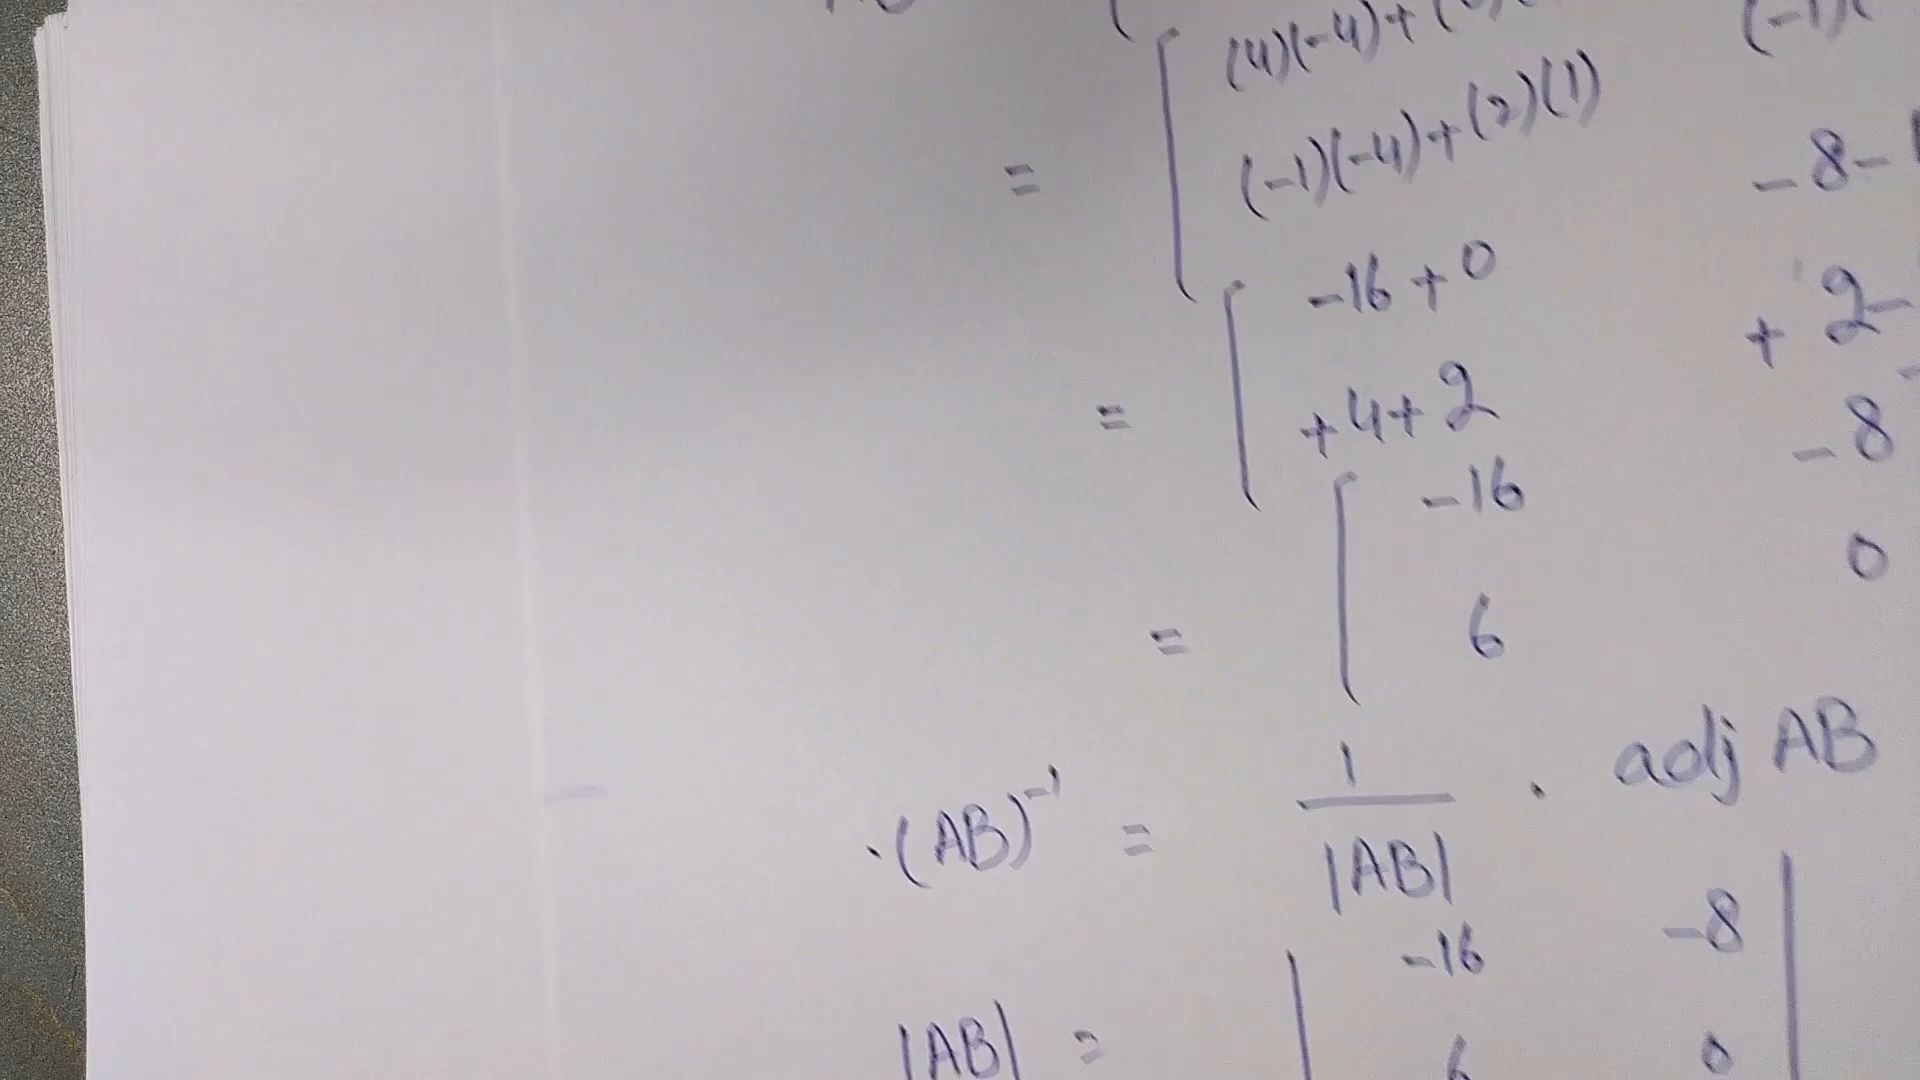 (4)(-4)+( (-1)(
= [ (-1)(-4)+(2)(1) -8-
= [ -16+0 +2-
+4+2 -8
= [ -16 0
6
.(AB)⁻¹ = 1/|AB| . adj AB
|AB| = | -16 -8 |
6 0